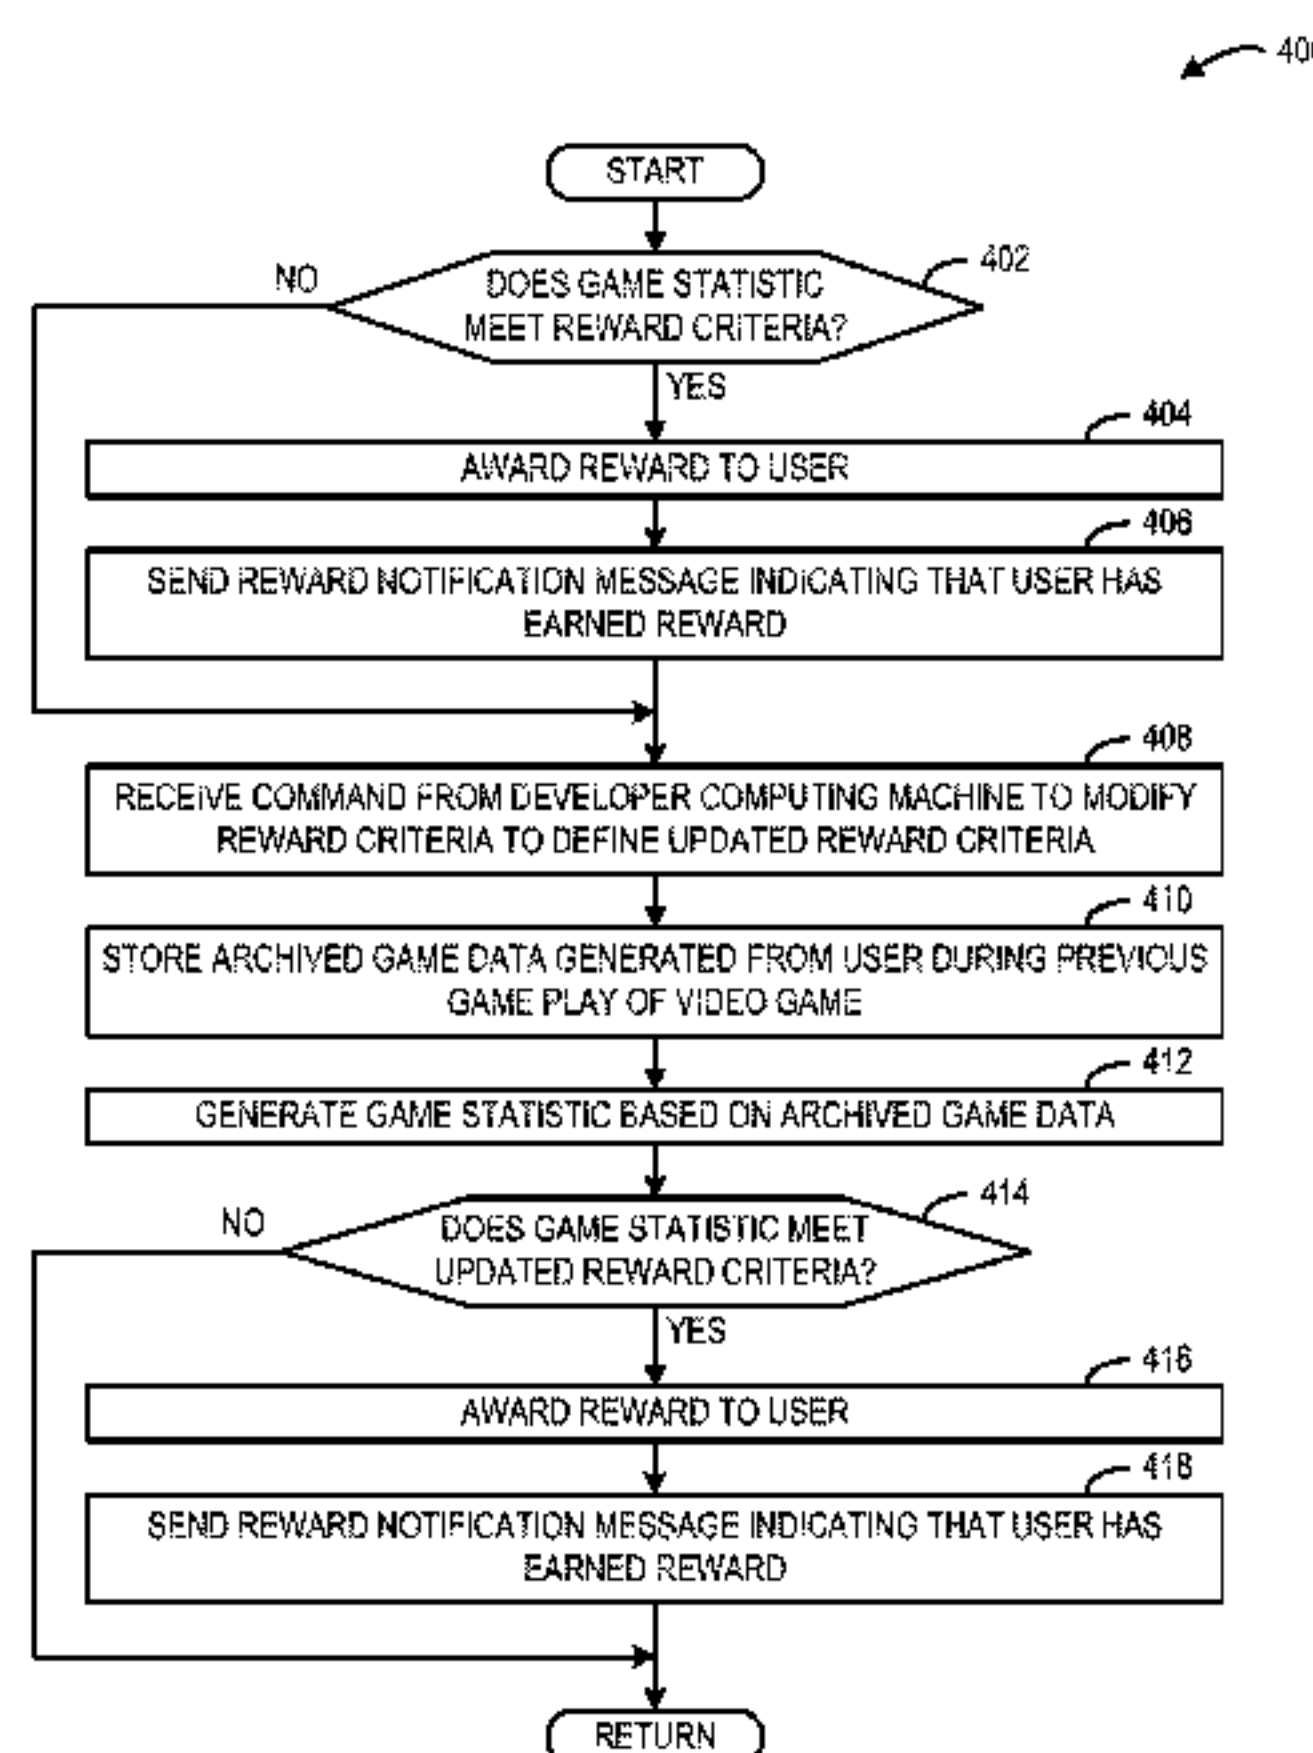 START
DOES GAME STATISTIC
MEET REWARD CRITERIA?
402
NO
YES
404
AWARD REWARD TO USER
406
SEND REWARD NOTIFICATION MESSAGE INDICATING THAT USER HAS
EARNED REWARD
408
RECEIVE COMMAND FROM DEVELOPER COMPUTING MACHINE TO MODIFY
REWARD CRITERIA TO DEFINE UPDATED REWARD CRITERIA
410
STORE ARCHIVED GAME DATA GENERATED FROM USER DURING PREVIOUS
GAME PLAY OF VIDEO GAME
412
GENERATE GAME STATISTIC BASED ON ARCHIVED GAME DATA
414
NO
DOES GAME STATISTIC MEET
UPDATED REWARD CRITERIA?
YES
416
AWARD REWARD TO USER
418
SEND REWARD NOTIFICATION MESSAGE INDICATING THAT USER HAS
EARNED REWARD
RETURN